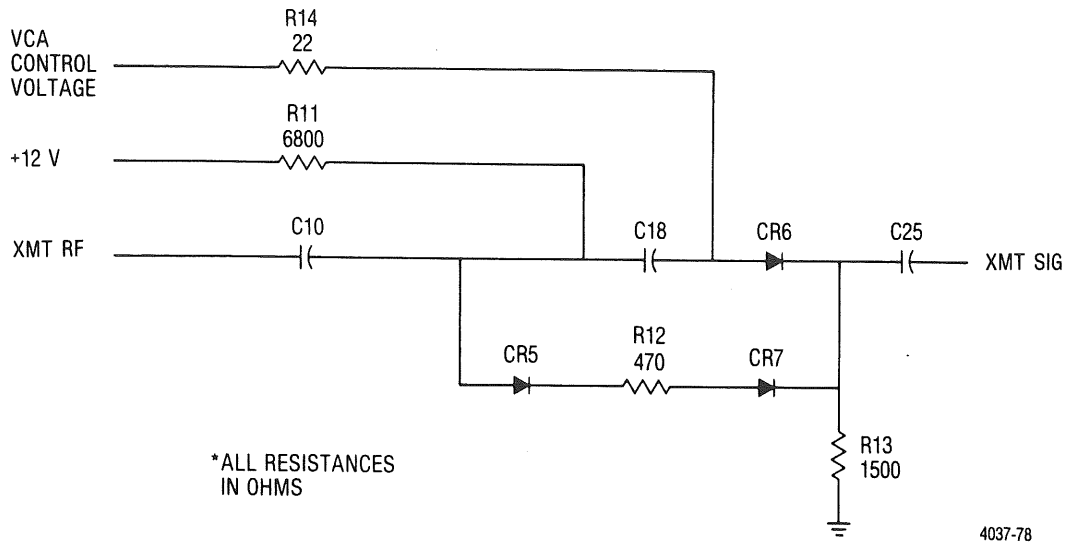 R14
22
VCA
CONTROL
VOLTAGE
R11
6800
+12 V
C10
C18
CR6
C25
XMT RF
XMT SIG
CR5
R12
470
CR7
R13
1500
*ALL RESISTANCES
IN OHMS
4037-78